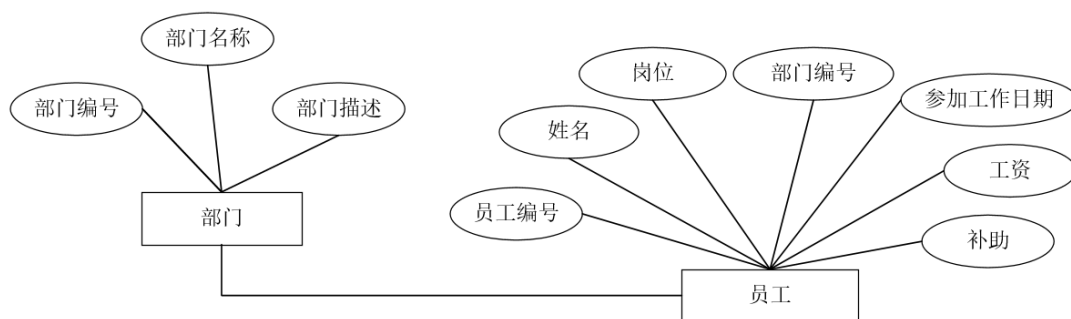 部门名称
部门编号
部门描述
部门
岗位
部门编号
参加工作日期
姓名
工资
员工编号
补助
员工